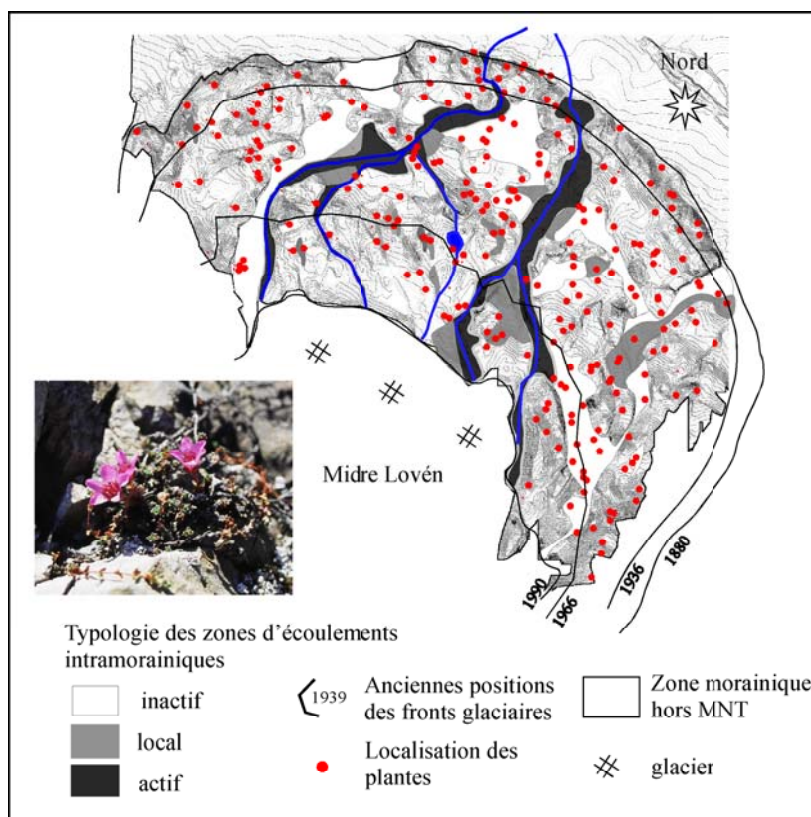 Nord
Midre Lovén
1990
1966
1936
1880
Typologie des zones d'écoulements
intramorainiques
inactif
local
actif
1939
Anciennes positions
des fronts glaciaires
Localisation des
plantes
Zone morainique
hors MNT
glacier